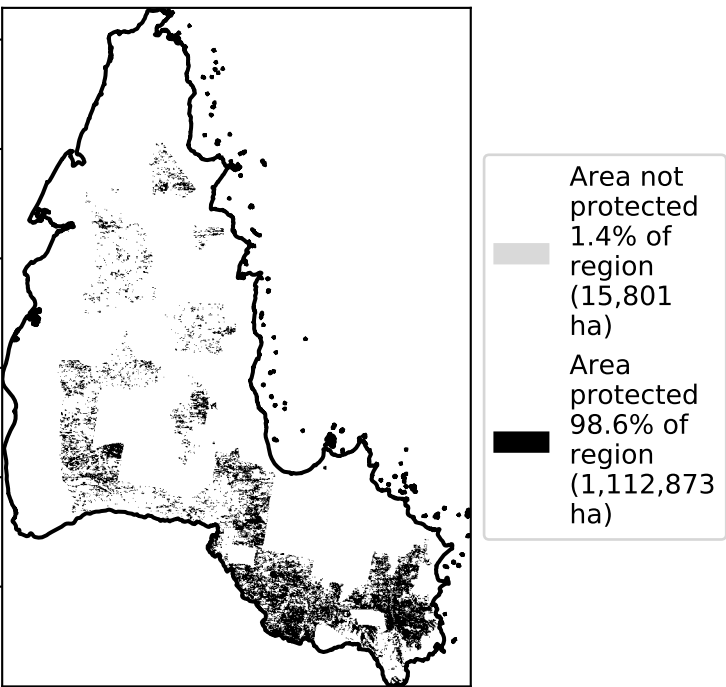 Area not
protected
1.4% of
region
(15,801
ha)
Area
protected
98.6% of
region
(1,112,873
ha)